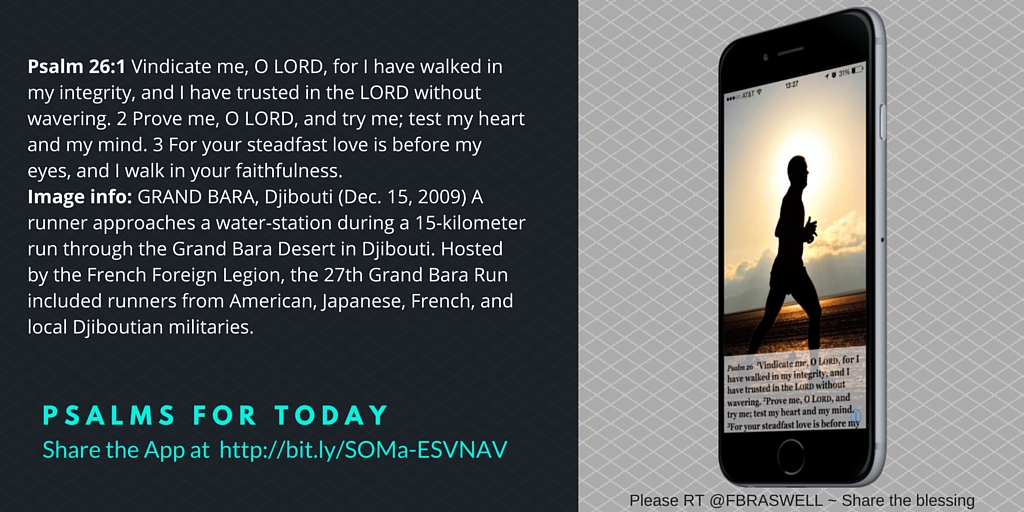 Psalm 26:1 Vindicate me, O LORD, for I have walked in
my integrity, and I have trusted in the LORD without
wavering. 2 Prove me, O LORD, and try me; test my heart
and my mind. 3 For your steadfast love is before my
eyes, and I walk in your faithfulness.
Image info: GRAND BARA, Djibouti (Dec. 15, 2009) A
runner approaches a water-station during a 15-kilometer
run through the Grand Bara Desert in Djibouti. Hosted
by the French Foreign Legion, the 27th Grand Bara Run
included runners from American, Japanese, French, and
local Djiboutian militaries.
PSALMS FOR TODAY
Share the App at http://bit.ly/SOMa-ESVNAV
AT&T 13:27 31%
Psalm 26 ¹Vindicate me, O LORD, for I
have walked in my integrity, and I
have trusted in the LORD without
wavering. ²Prove me, O LORD, and
try me; test my heart and my mind.
³For your steadfast love is before my
Please RT @FBRASWELL ~ Share the blessing